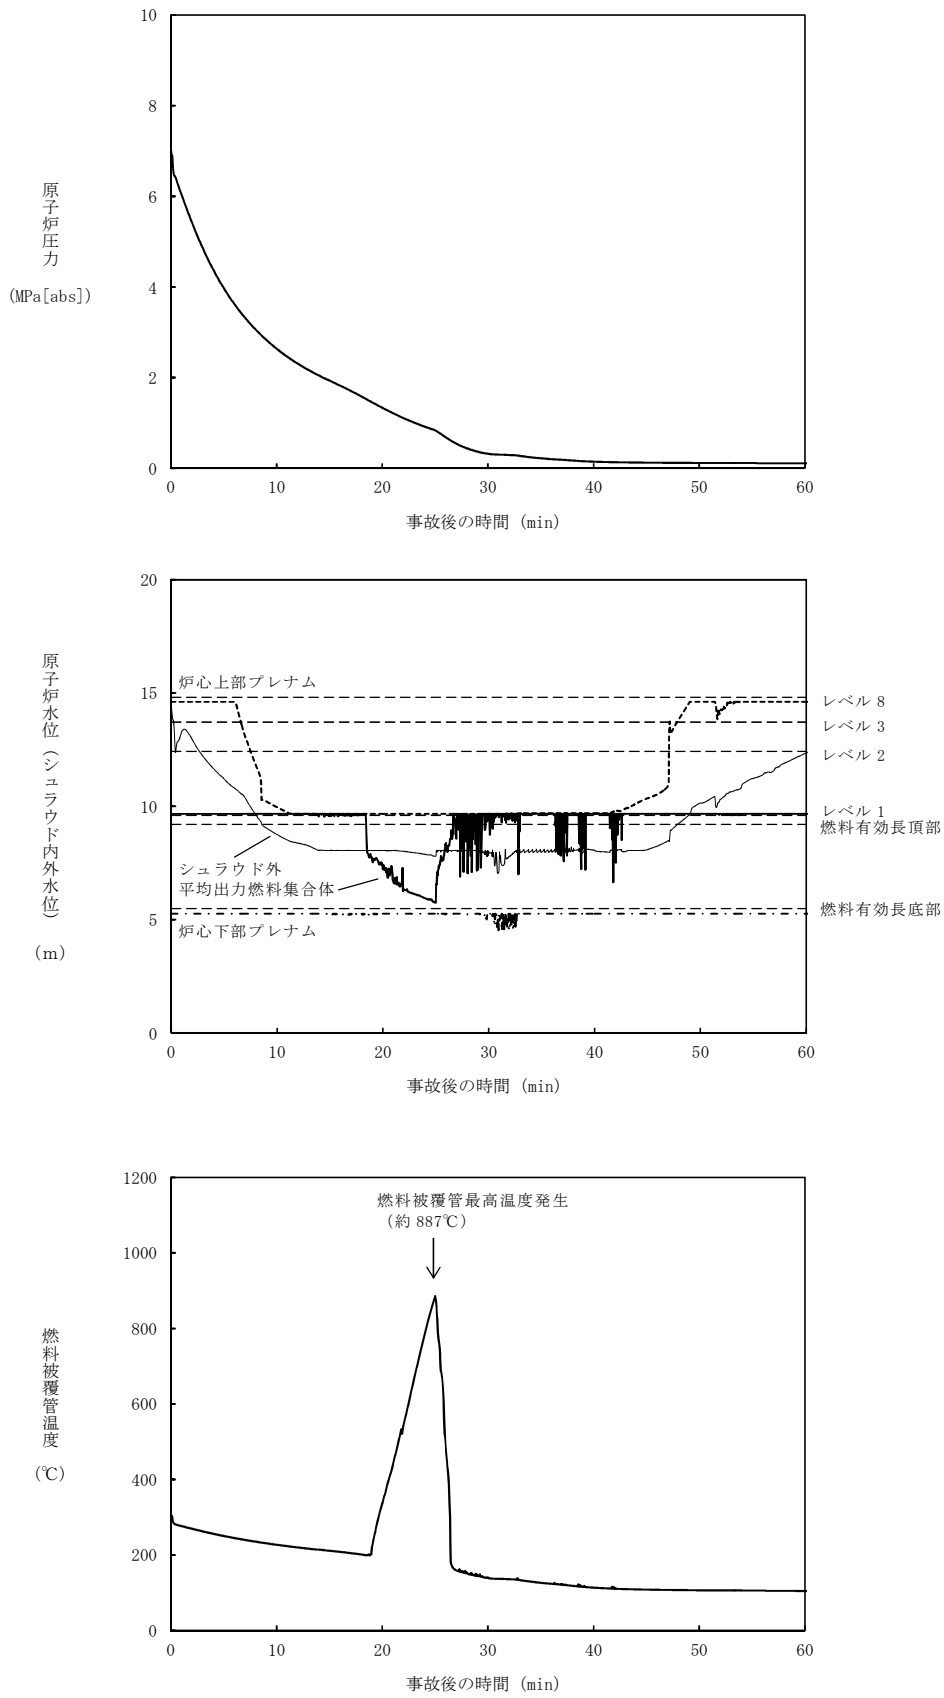 10
8
6
4
2
0
原子炉圧力
(MPa[abs])
0 10 20 30 40 50 60
事故後の時間 (min)
20
15
10
5
0
原子炉水位（シュラウド内外水位）
（m）
炉心上部プレナム
シュラウド外
平均出力燃料集合体
炉心下部プレナム
レベル 8
レベル 3
レベル 2
レベル 1
燃料有効長頂部
燃料有効長底部
0 10 20 30 40 50 60
事故後の時間 (min)
1200
1000
800
600
400
200
0
燃料被覆管温度
（℃）
燃料被覆管最高温度発生
（約 887℃）
0 10 20 30 40 50 60
事故後の時間 (min)